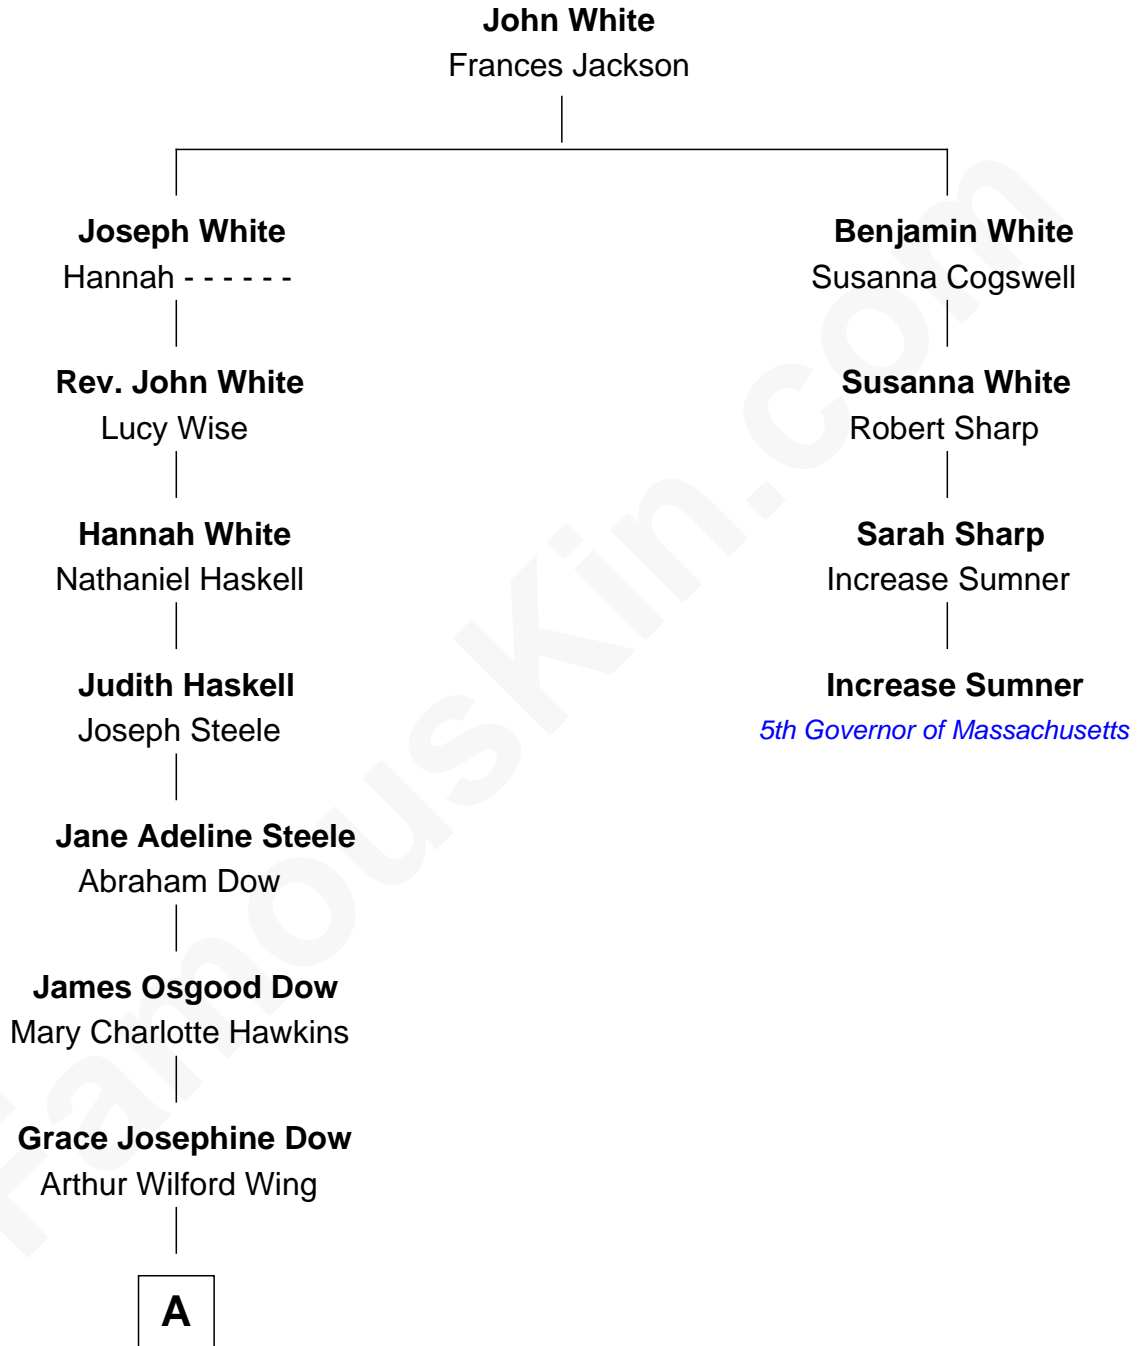 John White
Frances Jackson
Joseph White
Hannah - - - - - -
Benjamin White
Susanna Cogswell
Rev. John White
Lucy Wise
Susanna White
Robert Sharp
Hannah White
Nathaniel Haskell
Sarah Sharp
Increase Sumner
Judith Haskell
Joseph Steele
Increase Sumner
5th Governor of Massachusetts
Jane Adeline Steele
Abraham Dow
James Osgood Dow
Mary Charlotte Hawkins
Grace Josephine Dow
Arthur Wilford Wing
A
FamousKin.com